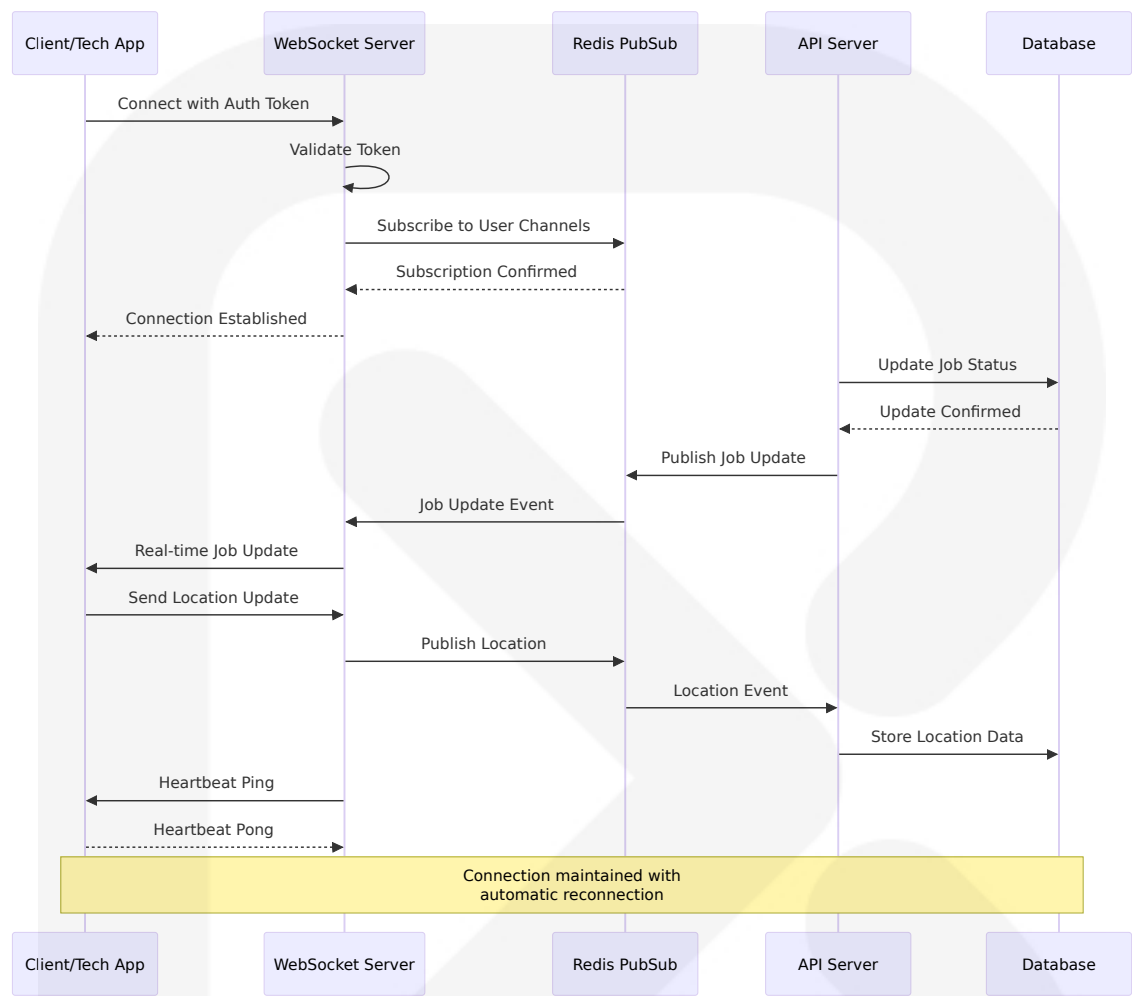 Client/Tech App
WebSocket Server
Redis PubSub
API Server
Database
Connect with Auth Token
Validate Token
Subscribe to User Channels
Subscription Confirmed
Connection Established
Update Job Status
Update Confirmed
Publish Job Update
Job Update Event
Real-time Job Update
Send Location Update
Publish Location
Location Event
Store Location Data
Heartbeat Ping
Heartbeat Pong
Connection maintained with
automatic reconnection
Client/Tech App
WebSocket Server
Redis PubSub
API Server
Database